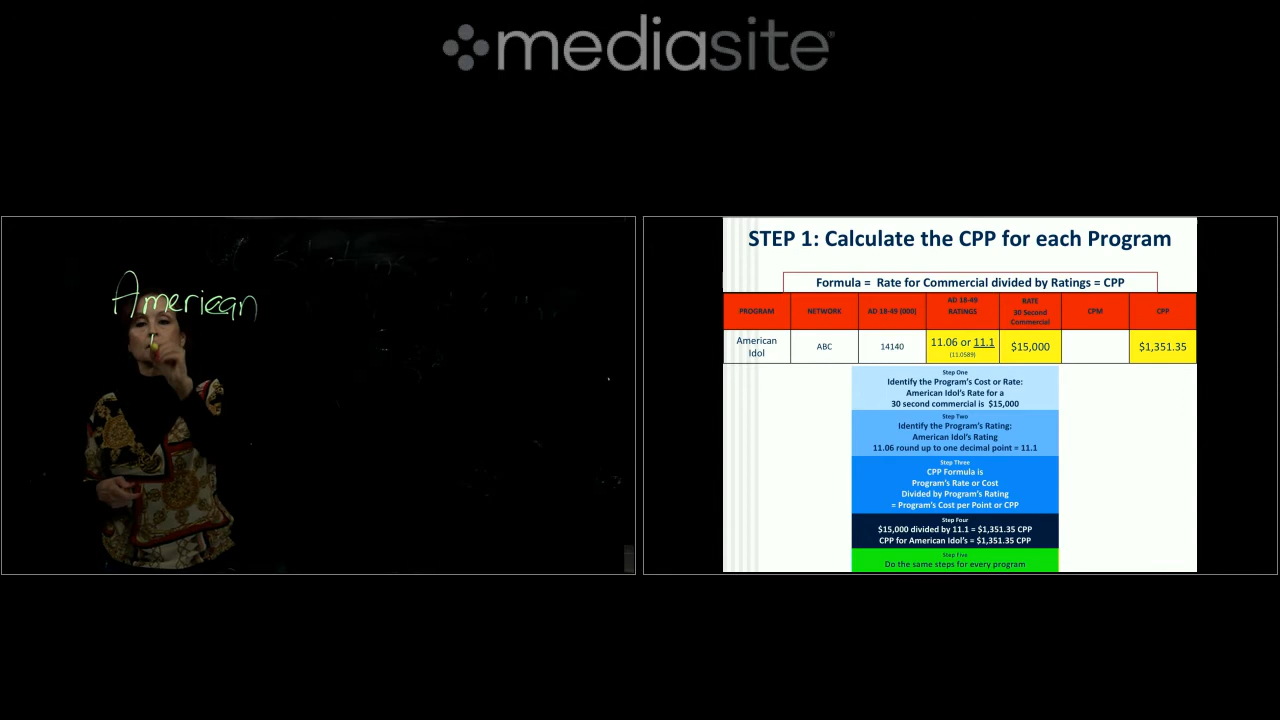 mediasite
American
STEP 1: Calculate the CPP for each Program
Formula = Rate for Commercial divided by Ratings = CPP
PROGRAM NETWORK AD 18-49 (000) AD 18-49 RATINGS RATE 30 Second Commercial CPM CPP
American Idol ABC 14140 11.06 or 11.1 (11.0589) $15,000 $1,351.35
Step One
Identify the Program's Cost or Rate:
American Idol's Rate for a
30 second commercial is $15,000
Step Two
Identify the Program's Rating:
American Idol's Rating
11.06 round up to one decimal point = 11.1
Step Three
CPP Formula is
Program's Rate or Cost
Divided by Program's Rating
= Program's Cost per Point or CPP
Step Four
$15,000 divided by 11.1 = $1,351.35 CPP
CPP for American Idol's = $1,351.35 CPP
Step Five
Do the same steps for every program